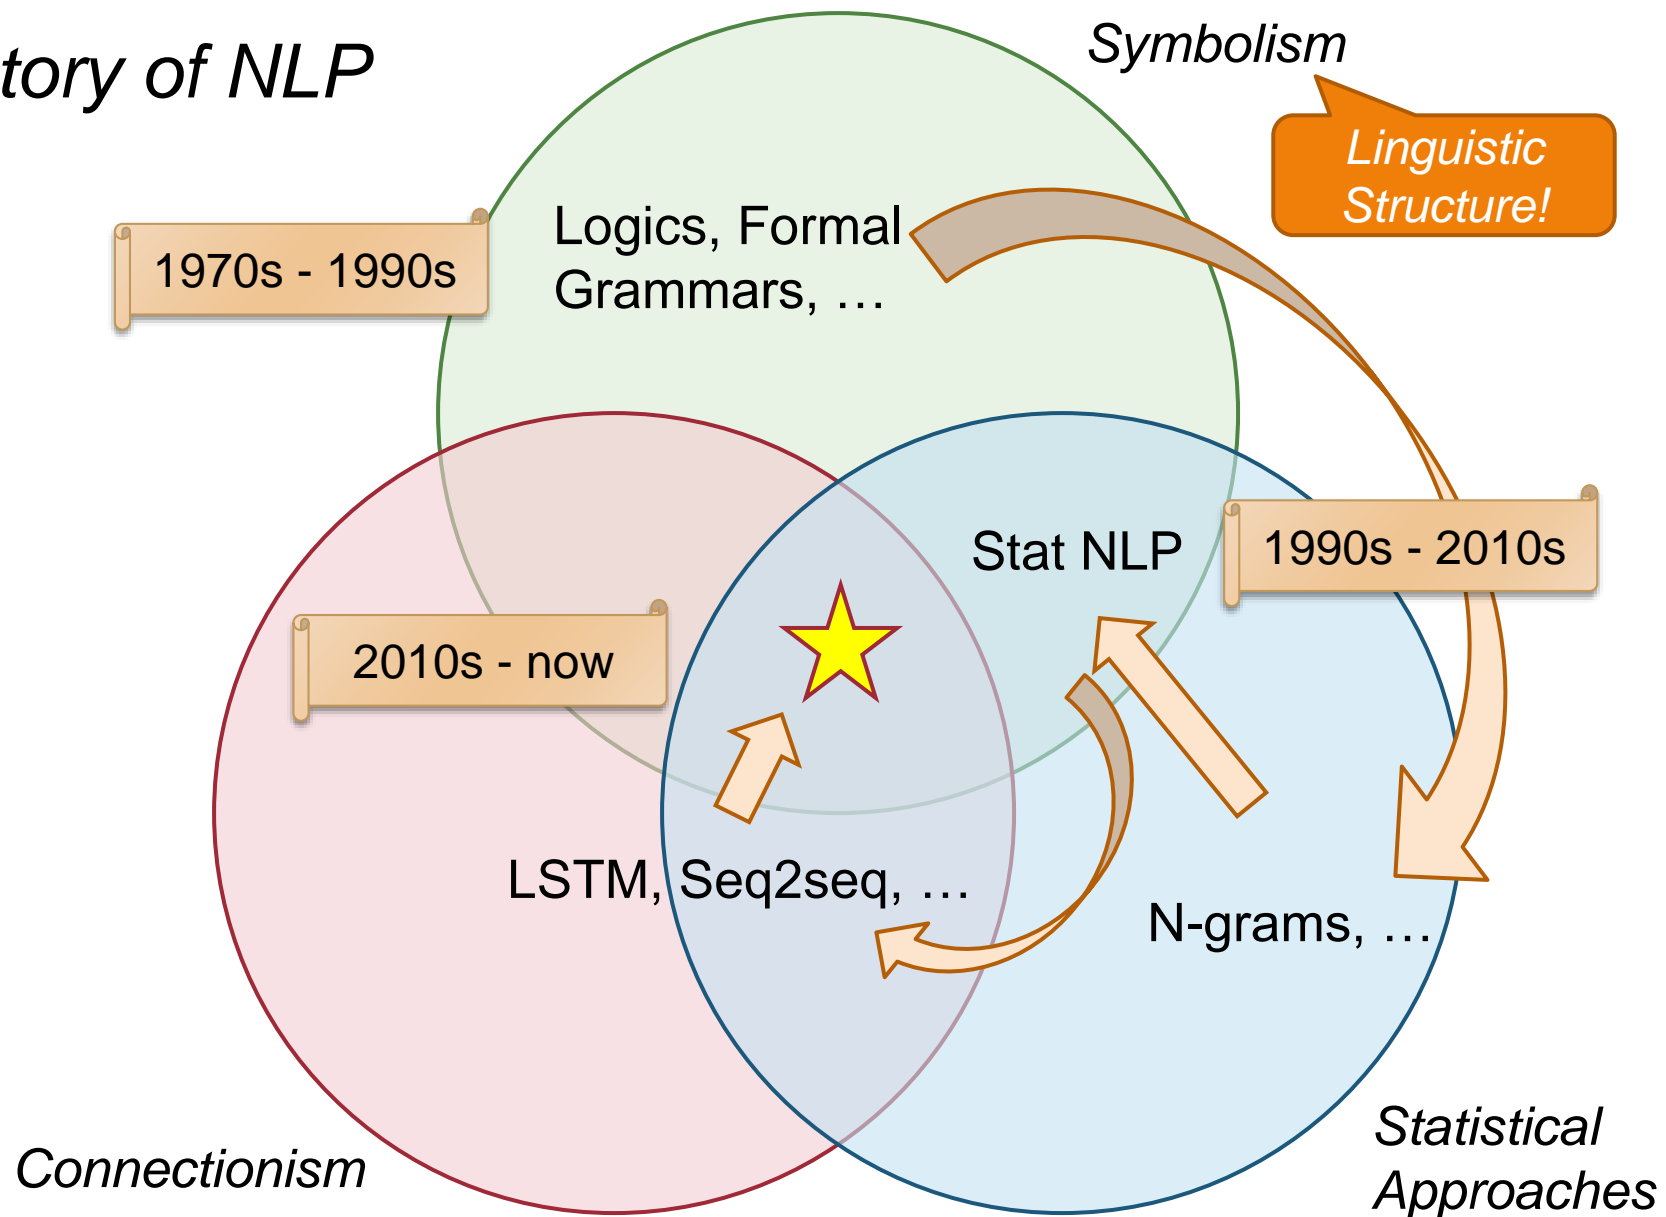 tory of NLP
Symbolism
Linguistic
Structure!
Logics, Formal
Grammars, …
1970s - 1990s
Stat NLP
1990s - 2010s
2010s - now
LSTM, Seq2seq, …
N-grams, …
Connectionism
Statistical
Approaches